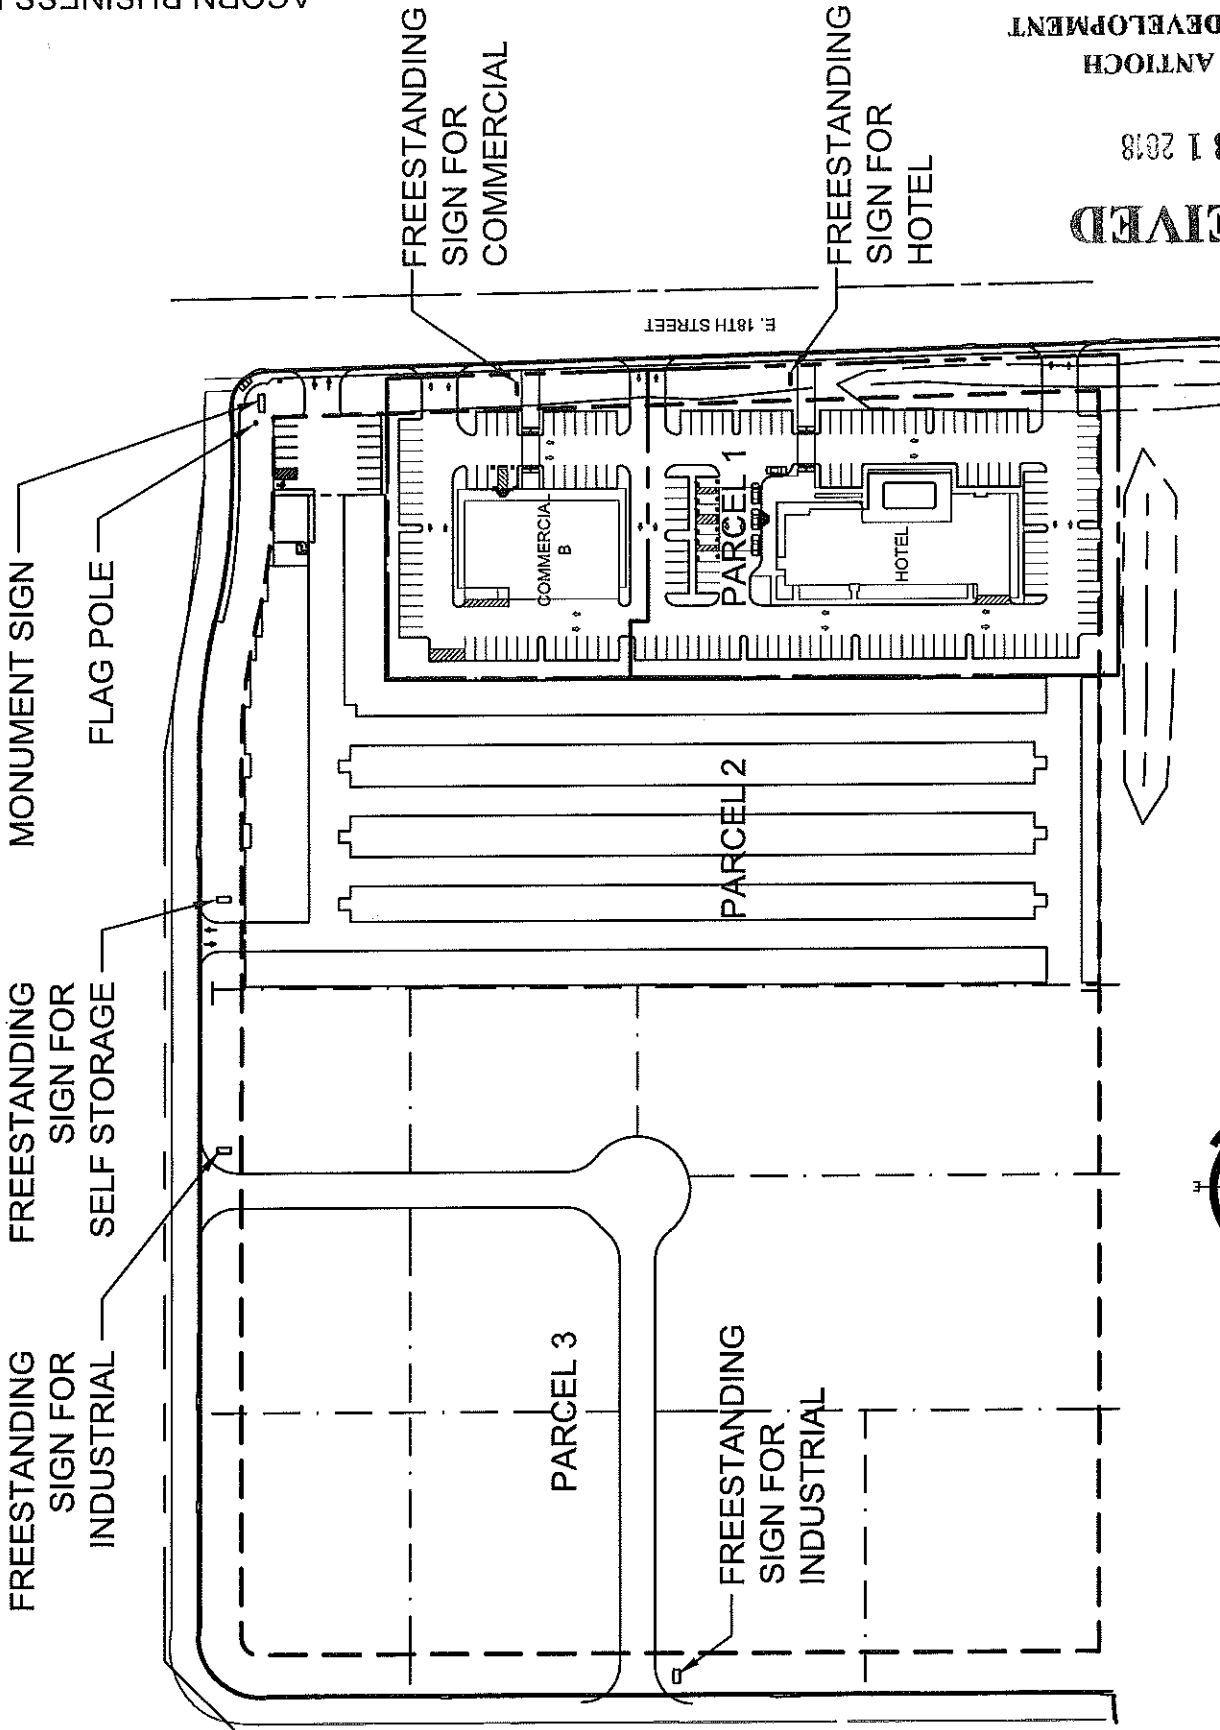 ACORN BUSINESS
DEVELOPMENT
ANTIOCH
1 2018
MONUMENT SIGN
FLAG POLE
FREESTANDING
SIGN FOR
COMMERCIAL
FREESTANDING
SIGN FOR
HOTEL
E. 18TH STREET
FREESTANDING
SIGN FOR
SELF STORAGE
FREESTANDING
SIGN FOR
INDUSTRIAL
COMMERCIAL
B
PARCEL 1
HOTEL
PARCEL 2
PARCEL 3
FREESTANDING
SIGN FOR
INDUSTRIAL
E